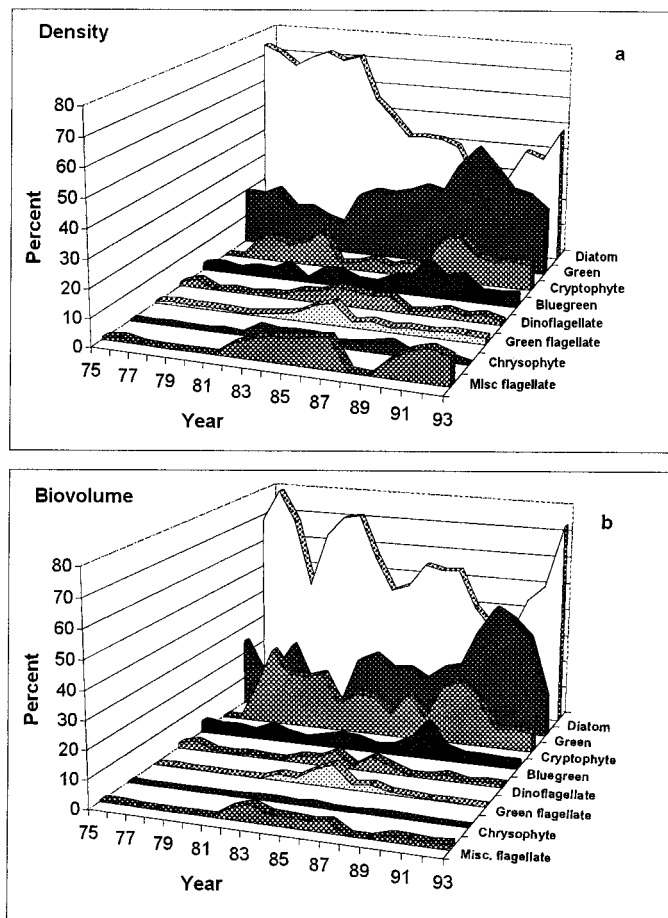 Density
a
80
70
60
50
40
30
20
10
0
Percent
75 77 79 81 83 85 87 89 91 93
Year
Diatom
Green
Cryptophyte
Bluegreen
Dinoflagellate
Green flagellate
Chrysophyte
Misc flagellate
Biovolume
b
80
70
60
50
40
30
20
10
0
Percent
75 77 79 81 83 85 87 89 91 93
Year
Diatom
Green
Cryptophyte
Bluegreen
Dinoflagellate
Green flagellate
Chrysophyte
Misc. flagellate